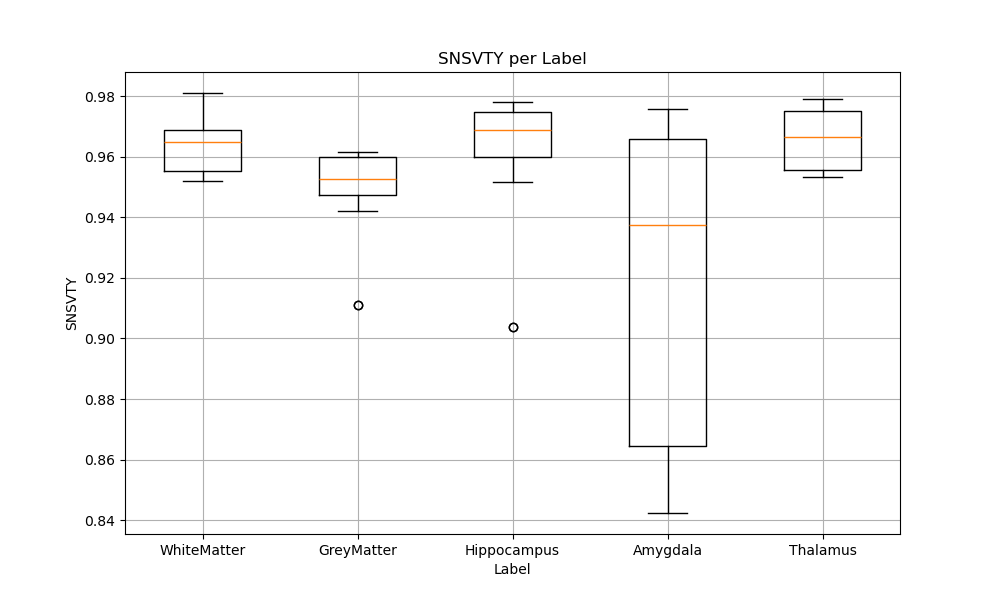 SNSVTY per Label
SNSVTY
0.98
0.96
0.94
0.92
0.90
0.88
0.86
0.84
WhiteMatter GreyMatter Hippocampus Amygdala Thalamus
Label